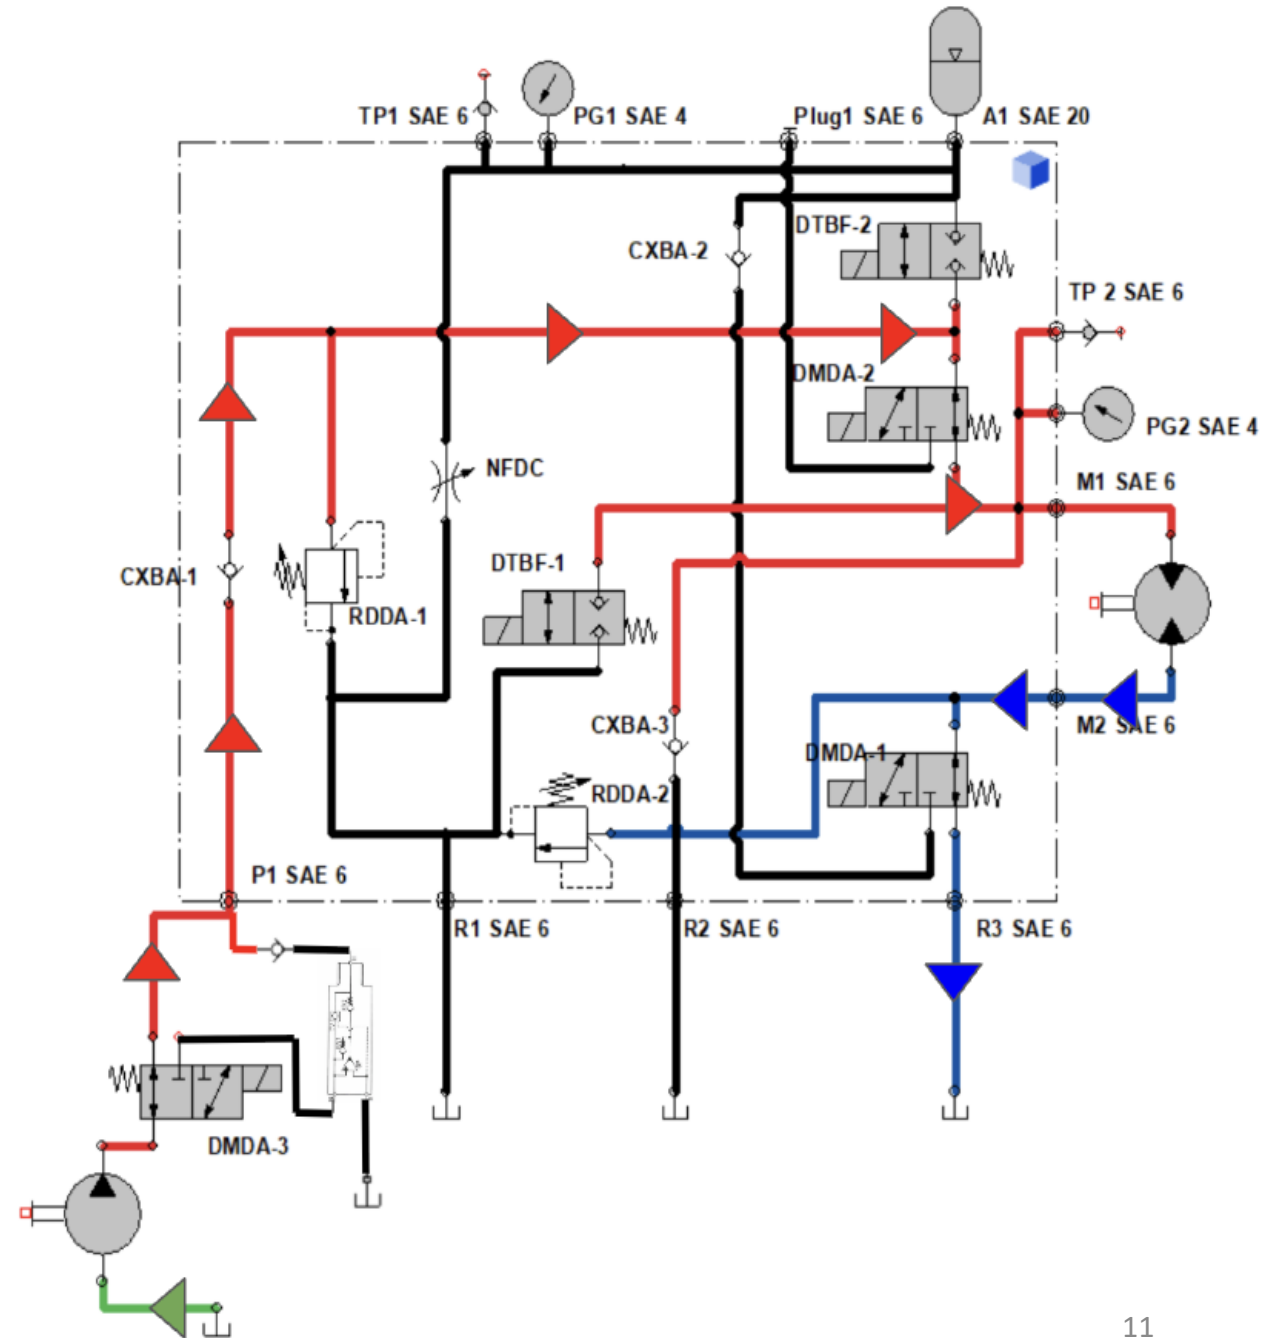 TP1 SAE 6
PG1 SAE 4
Plug1 SAE 6
A1 SAE 20
DTBF-2
CXBA-2
TP 2 SAE 6
DMDA-2
PG2 SAE 4
NFDC
M1 SAE 6
DTBF-1
CXBA-1
RDDA-1
CXBA-3
M2 SAE 6
DMDA-1
RDDA-2
P1 SAE 6
R1 SAE 6
R2 SAE 6
R3 SAE 6
DMDA-3
11